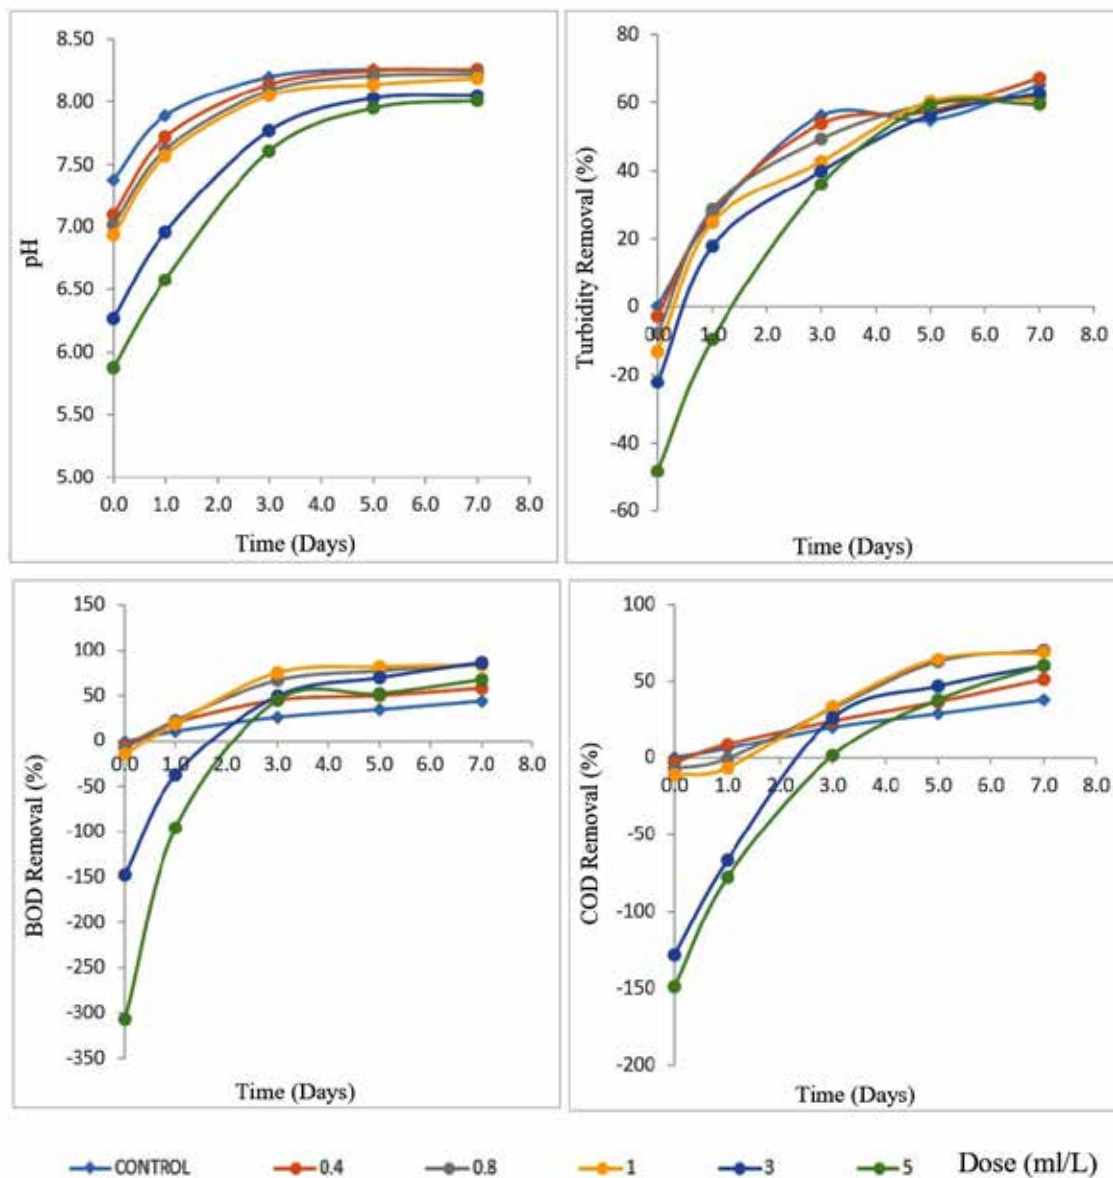 8.50
8.00
7.50
7.00
6.50
6.00
5.50
5.00
pH
0.0 1.0 2.0 3.0 4.0 5.0 6.0 7.0 8.0
Time (Days)
80
60
40
20
0
-20
-40
-60
Turbidity Removal (%)
0.0 1.0 2.0 3.0 4.0 5.0 6.0 7.0 8.0
Time (Days)
150
100
50
0
-50
-100
-150
-200
-250
-300
-350
BOD Removal (%)
0.0 1.0 2.0 3.0 4.0 5.0 6.0 7.0 8.0
Time (Days)
100
50
0
-50
-100
-150
-200
COD Removal (%)
0.0 1.0 2.0 3.0 4.0 5.0 6.0 7.0 8.0
Time (Days)
CONTROL 0.4 0.8 1 3 5 Dose (ml/L)